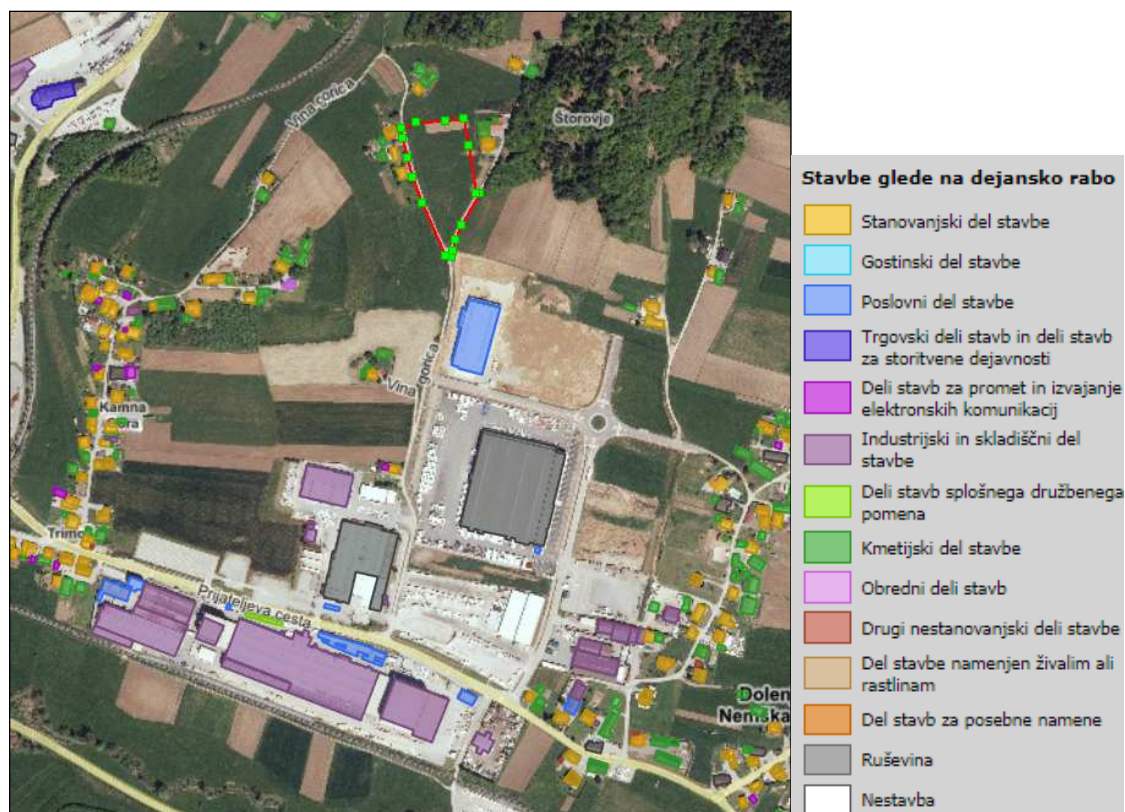 Vina gorica
Štorovje
Vina gorica
Kamna
Gora
Trimo
Prijateljeva cesta
Dolen
Nemška
Stavbe glede na dejansko rabo
Stanovanjski del stavbe
Gostinski del stavbe
Poslovni del stavbe
Trgovski deli stavb in deli stavb
za storitvene dejavnosti
Deli stavb za promet in izvajanje
elektronskih komunikacij
Industrijski in skladiščni del
stavbe
Deli stavb splošnega družbenega
pomena
Kmetijski del stavbe
Obredni deli stavb
Drugi nestanovanjski deli stavbe
Del stavbe namenjen živalim ali
rastlinam
Del stavb za posebne namene
Ruševina
Nestavba